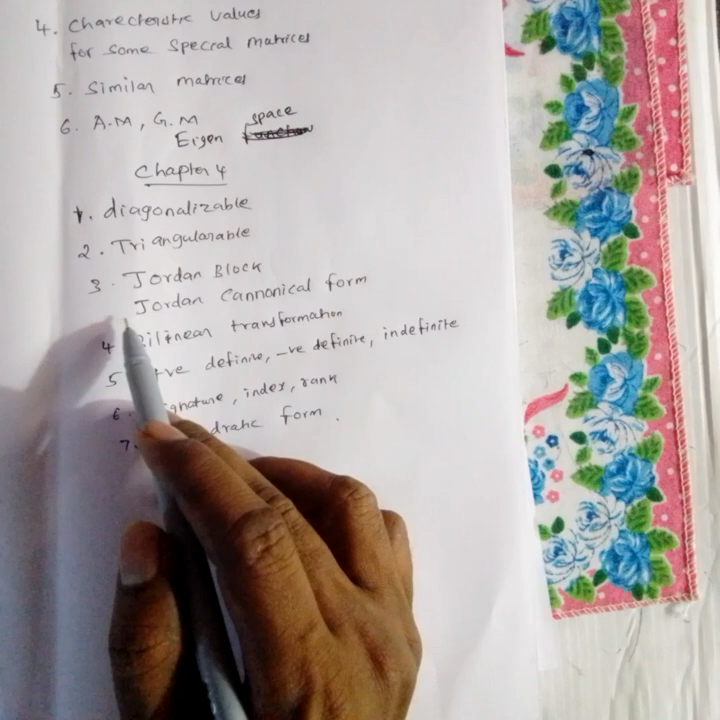 4. Charecteristic values
for some special matrices
5. Similar matrices
6. A.M, G.M
Eigen space
Chapter 4
1. diagonalizable
2. Triangularable
3. Jordan Block
Jordan Cannonical form
4 Bilinear transformation
5 +ve definite, -ve definite, indefinite
6. ignature, index, rank
7. dratic form.